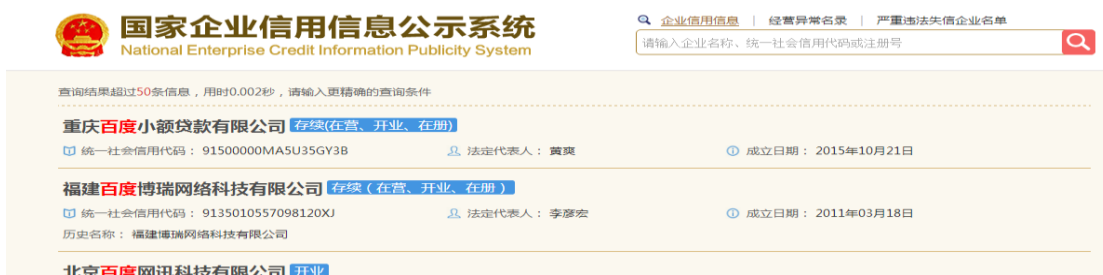 国家企业信用信息公示系统
National Enterprise Credit Information Publicity System
企业信用信息 | 经营异常名录 | 严重违法失信企业名单
请输入企业名称、统一社会信用代码或注册号
查询结果超过50条信息，用时0.002秒，请输入更精确的查询条件
重庆百度小额贷款有限公司 存续(在营、开业、在册)
统一社会信用代码： 91500000MA5U35GY3B 法定代表人： 黄爽 成立日期： 2015年10月21日
福建百度博瑞网络科技有限公司 存续（在营、开业、在册）
统一社会信用代码： 9135010557098120XJ 法定代表人： 李彦宏 成立日期： 2011年03月18日
历史名称： 福建博瑞网络科技有限公司
北京百度网讯科技有限公司 开业